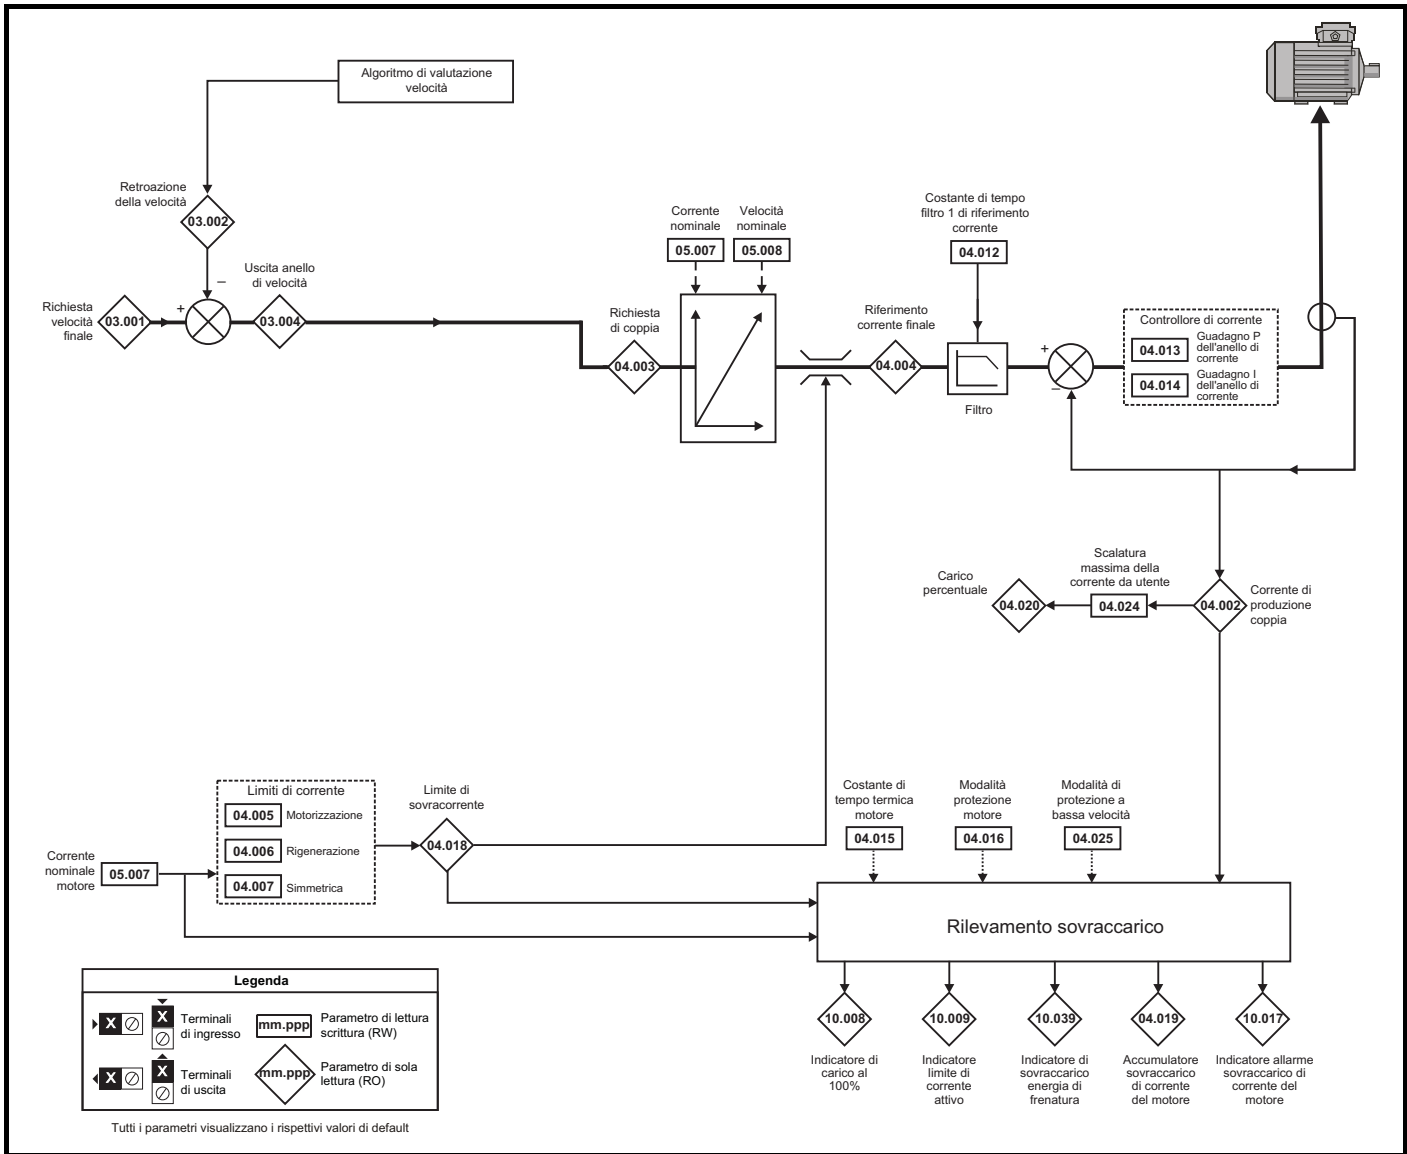 Algoritmo di valutazione
velocità
Retroazione
della velocità
03.002
–
Uscita anello
di velocità
Richiesta
velocità
finale
03.001
+
03.004
Richiesta
di coppia
04.003
Corrente
nominale
05.007
Velocità
nominale
05.008
Riferimento
corrente finale
04.004
Costante di tempo
filtro 1 di riferimento
corrente
04.012
Filtro
+
–
Controllore di corrente
04.013
Guadagno P
dell'anello di
corrente
04.014
Guadagno I
dell'anello di
corrente
Carico
percentuale
04.020
Scalatura
massima della
corrente da utente
04.024
04.002
Corrente di
produzione
coppia
Corrente
nominale
motore
05.007
Limiti di corrente
04.005 Motorizzazione
04.006 Rigenerazione
04.007 Simmetrica
Limite di
sovracorrente
04.018
Costante di
tempo termica
motore
04.015
Modalità
protezione
motore
04.016
Modalità di
protezione a
bassa velocità
04.025
Rilevamento sovraccarico
10.008
Indicatore di
carico al
100%
10.009
Indicatore
limite di
corrente
attivo
10.039
Indicatore di
sovraccarico
energia di
frenatura
04.019
Accumulatore
sovraccarico
di corrente
del motore
10.017
Indicatore allarme
sovraccarico di
corrente del
motore
Legenda
X
X
Terminali
di ingresso
mm.ppp
Parametro di lettura
scrittura (RW)
X
X
Terminali
di uscita
mm.ppp
Parametro di sola
lettura (RO)
Tutti i parametri visualizzano i rispettivi valori di default